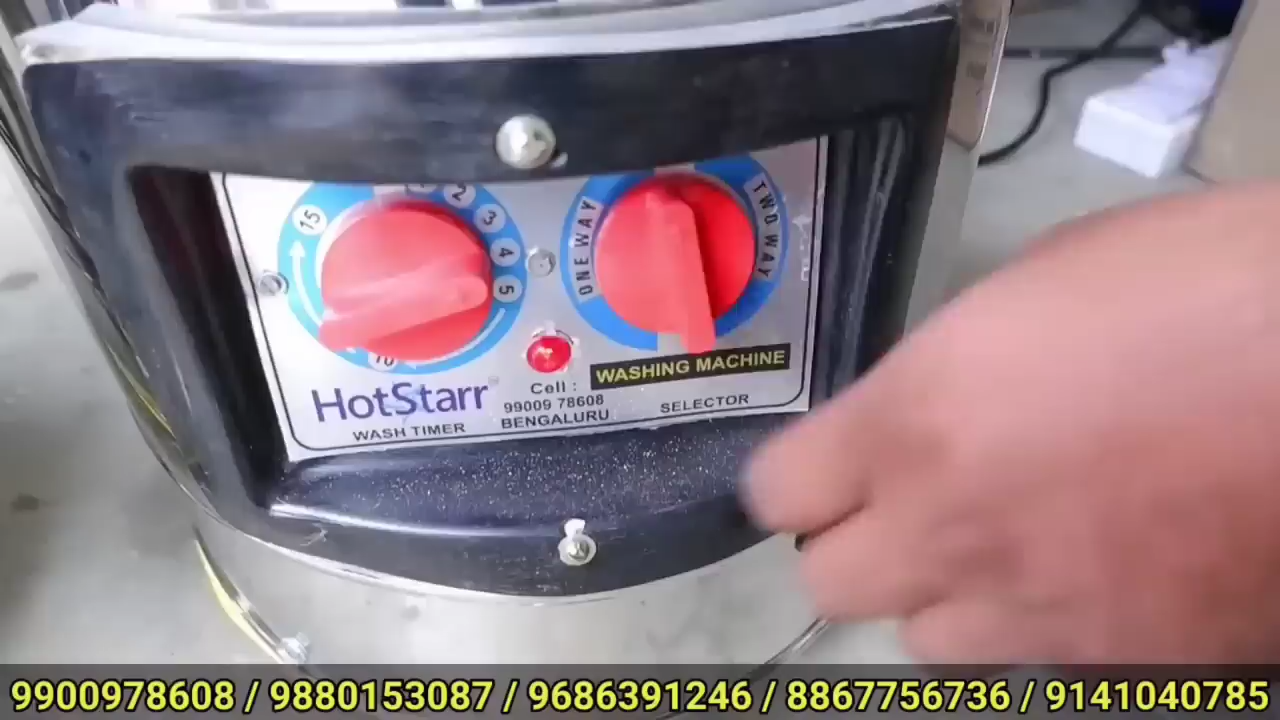 15 2 3 4 5 10
ONE WAY
TWO WAY
HotStarr
WASH TIMER
Cell :
99009 78608
BENGALURU
WASHING MACHINE
SELECTOR
9900978608 / 9880153087 / 9686391246 / 8867756736 / 9141040785